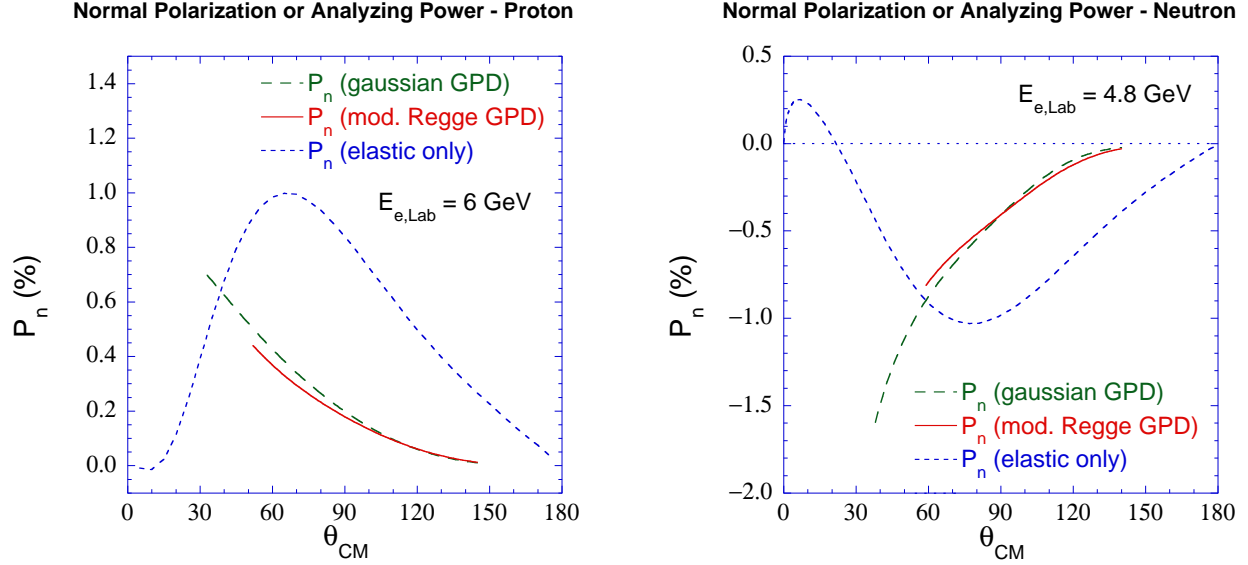 Normal Polarization or Analyzing Power - Proton
1.4
1.2
1.0
0.8
0.6
0.4
0.2
0.0
P_n (%)
P_n (gaussian GPD)
P_n (mod. Regge GPD)
P_n (elastic only)
E_e,Lab = 6 GeV
0 30 60 90 120 150 180
θ_CM
Normal Polarization or Analyzing Power - Neutron
0.5
0.0
−0.5
−1.0
−1.5
−2.0
P_n (%)
E_e,Lab = 4.8 GeV
P_n (gaussian GPD)
P_n (mod. Regge GPD)
P_n (elastic only)
0 30 60 90 120 150 180
θ_CM